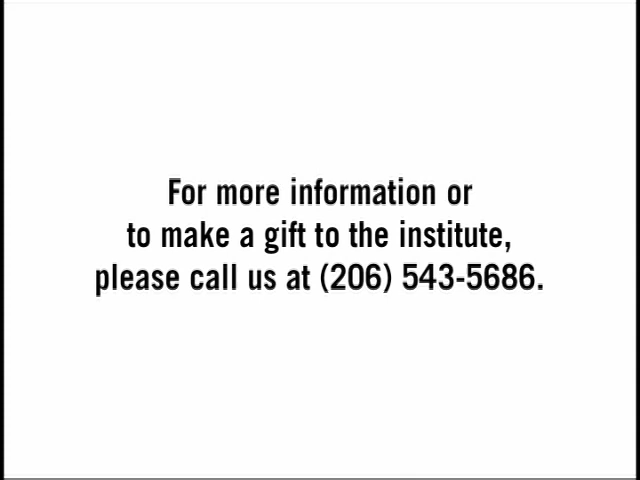 For more information or
to make a gift to the institute,
please call us at (206) 543-5686.